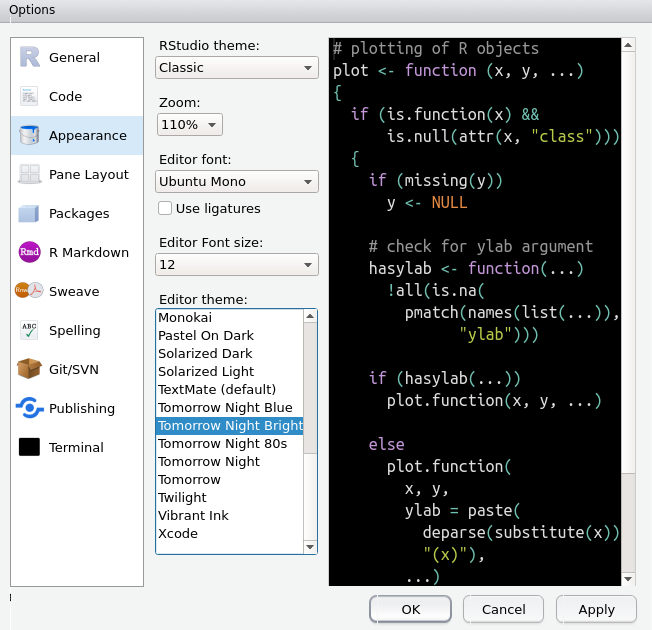 Options
General
Code
Appearance
Pane Layout
Packages
Rmd R Markdown
Rnw Sweave
ABC Spelling
Git/SVN
Publishing
Terminal
RStudio theme:
Classic
Zoom:
110%
Editor font:
Ubuntu Mono
Use ligatures
Editor Font size:
12
Editor theme:
Monokai
Pastel On Dark
Solarized Dark
Solarized Light
TextMate (default)
Tomorrow Night Blue
Tomorrow Night Bright
Tomorrow Night 80s
Tomorrow Night
Tomorrow
Twilight
Vibrant Ink
Xcode
# plotting of R objects
plot <- function (x, y, ...)
{
  if (is.function(x) &&
      is.null(attr(x, "class")))
  {
    if (missing(y))
      y <- NULL
    # check for ylab argument
    hasylab <- function(...)
      !all(is.na(
        pmatch(names(list(...)),
              "ylab")))
    if (hasylab(...))
      plot.function(x, y, ...)
    else
      plot.function(
        x, y,
        ylab = paste(
          deparse(substitute(x))
          "(x)"),
        ...)
OK
Cancel
Apply